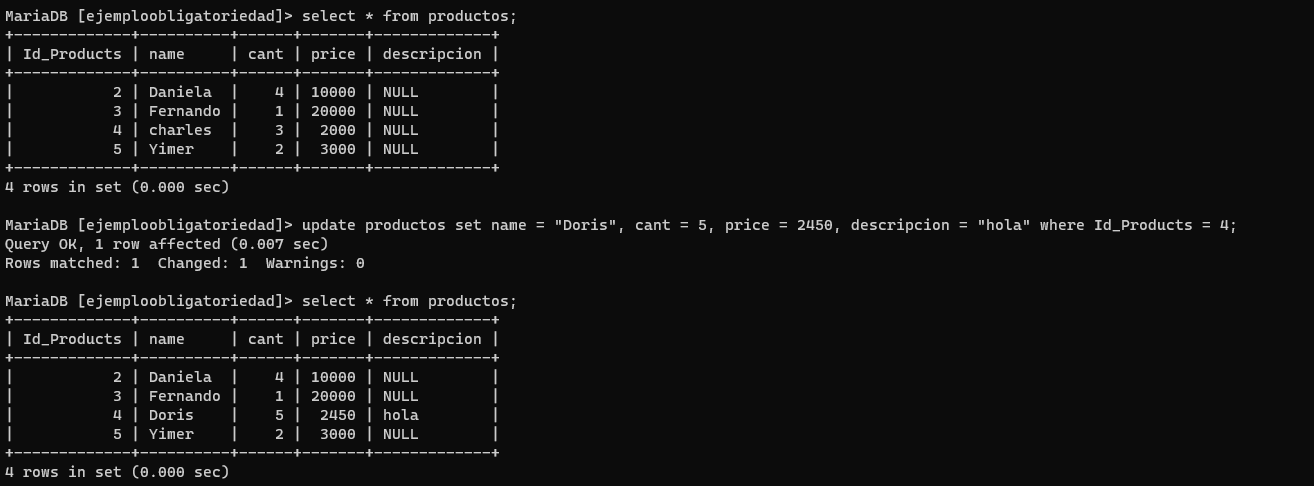 MariaDB [ejemploobligatoriedad]> select * from productos;
+-------------+----------+------+-------+-------------+
| Id_Products | name     | cant | price | descripcion |
+-------------+----------+------+-------+-------------+
|           2 | Daniela  |    4 | 10000 | NULL        |
|           3 | Fernando |    1 | 20000 | NULL        |
|           4 | charles  |    3 |  2000 | NULL        |
|           5 | Yimer    |    2 |  3000 | NULL        |
+-------------+----------+------+-------+-------------+
4 rows in set (0.000 sec)
MariaDB [ejemploobligatoriedad]> update productos set name = "Doris", cant = 5, price = 2450, descripcion = "hola" where Id_Products = 4;
Query OK, 1 row affected (0.007 sec)
Rows matched: 1  Changed: 1  Warnings: 0
MariaDB [ejemploobligatoriedad]> select * from productos;
+-------------+----------+------+-------+-------------+
| Id_Products | name     | cant | price | descripcion |
+-------------+----------+------+-------+-------------+
|           2 | Daniela  |    4 | 10000 | NULL        |
|           3 | Fernando |    1 | 20000 | NULL        |
|           4 | Doris    |    5 |  2450 | hola        |
|           5 | Yimer    |    2 |  3000 | NULL        |
+-------------+----------+------+-------+-------------+
4 rows in set (0.000 sec)